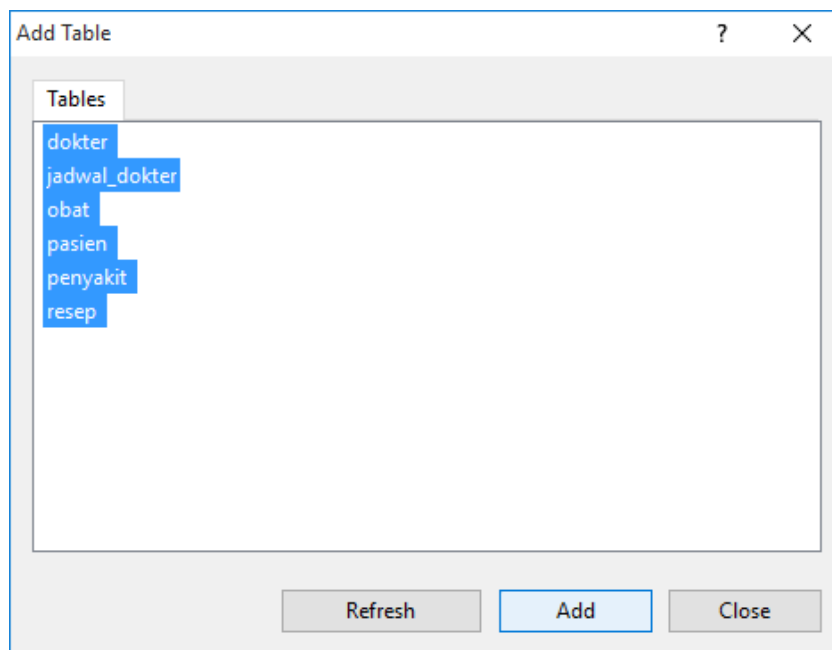 Add Table ?
Tables
dokter
jadwal_dokter
obat
pasien
penyakit
resep
Refresh Add Close